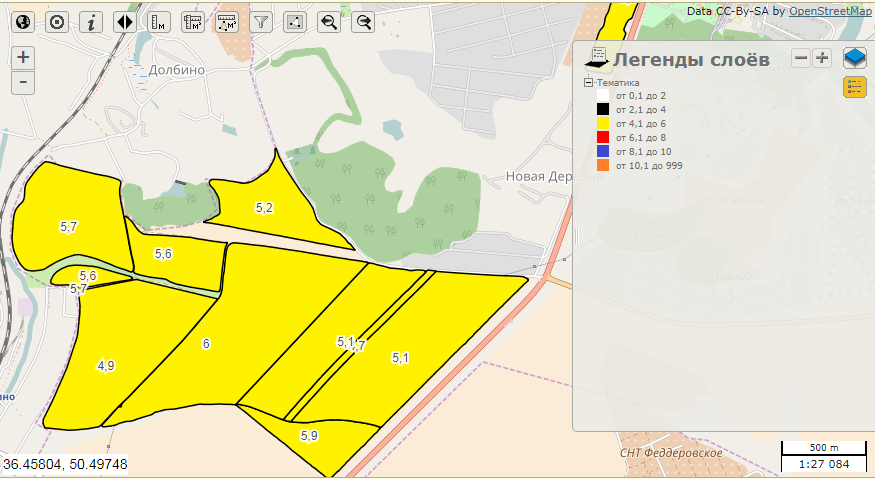 Data CC-By-SA by OpenStreetMap
i
М
М²
М
+
-
Долбино
Легенды слоёв
Тематика
от 0,1 до 2
от 2,1 до 4
от 4,1 до 6
от 6,1 до 8
от 8,1 до 10
от 10,1 до 999
Новая Деревня
5,7
5,2
5,6
5,6
5,7
6
5,1
,7
5,1
4,9
5,9
ино
36.45804, 50.49748
СНТ Феддеровское
500 m
1:27 084